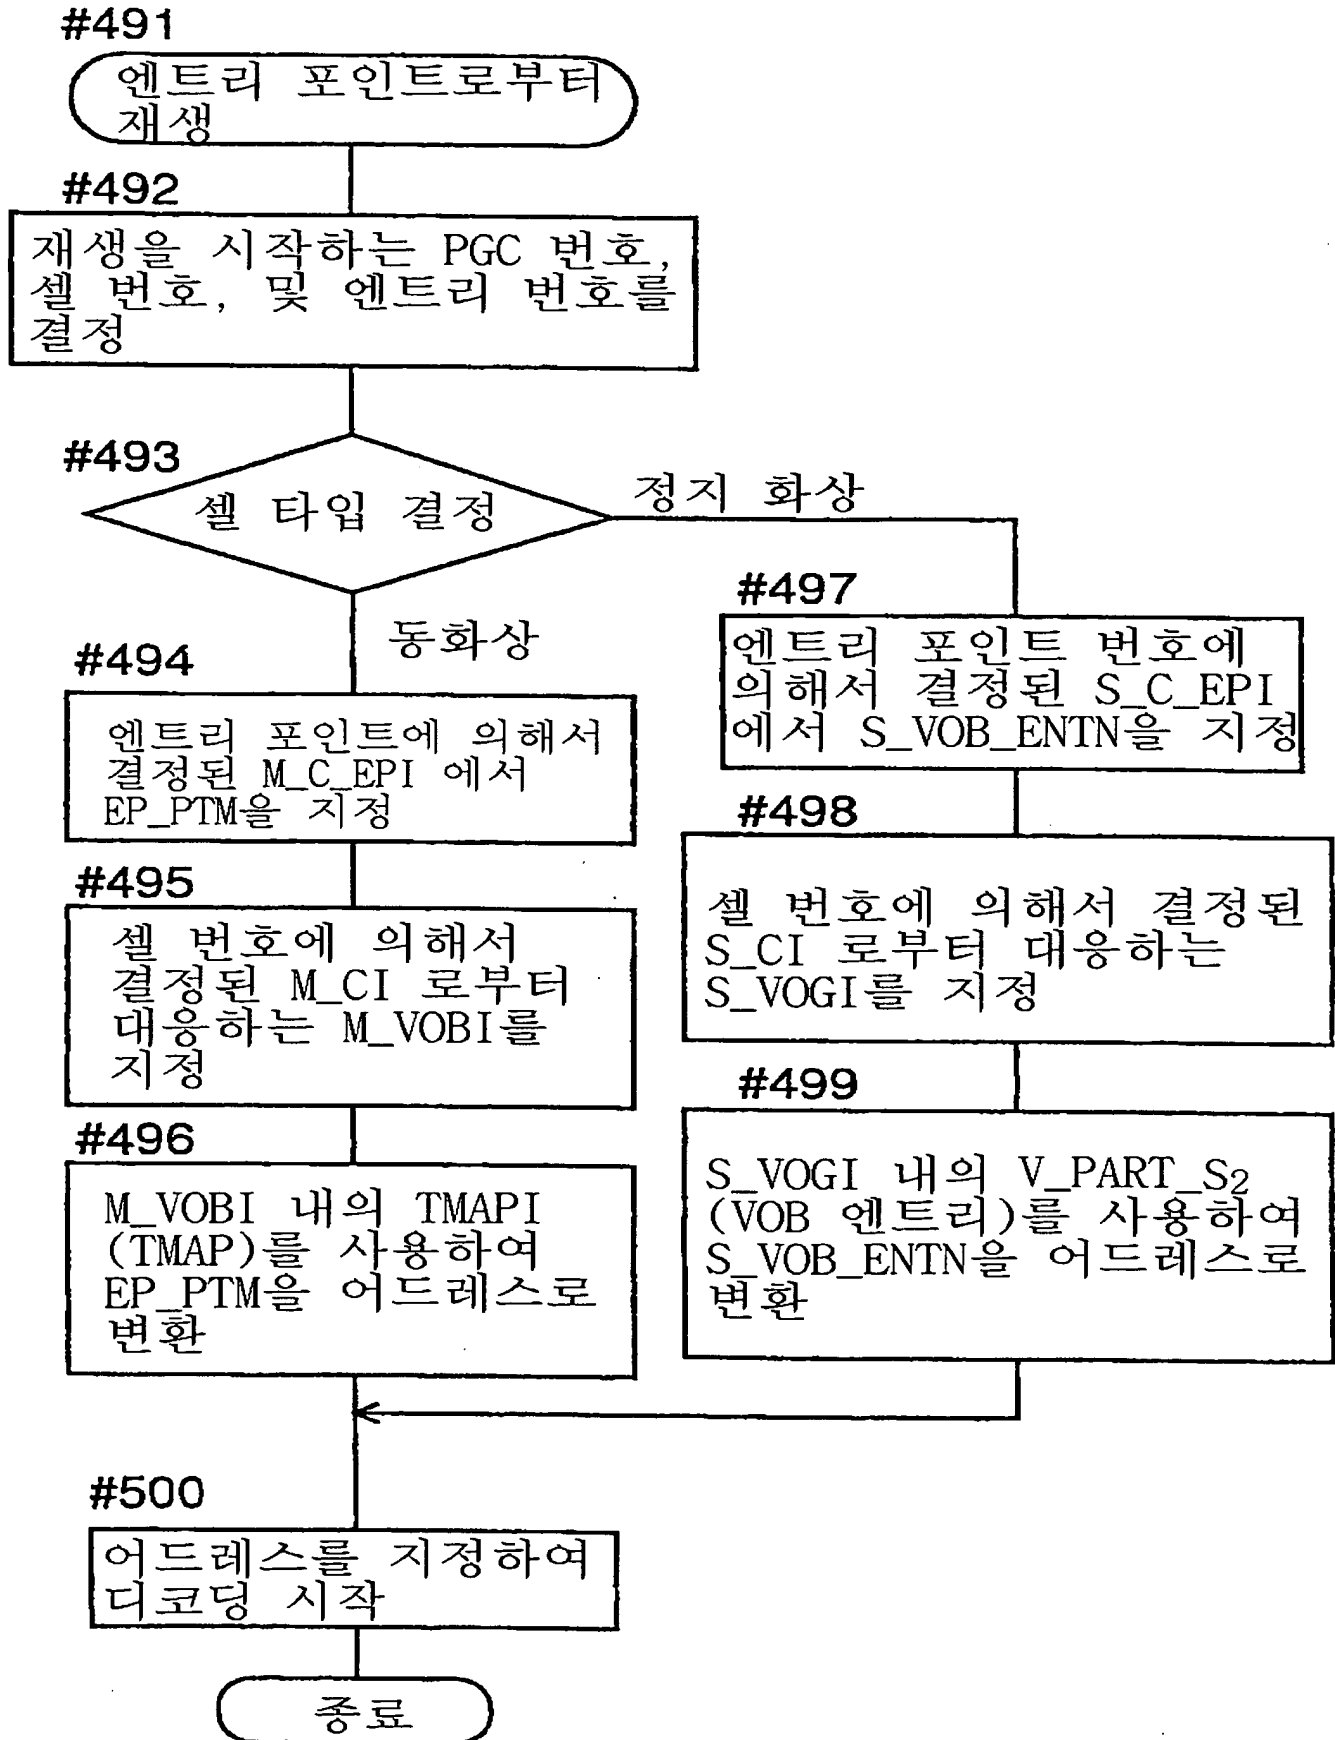 #491
엔트리 포인트로부터
재생
#492
재생을 시작하는 PGC 번호,
셀 번호, 및 엔트리 번호를
결정
#493
셀 타입 결정
정지 화상
동화상
#494
엔트리 포인트에 의해서
결정된 M_C_EPI 에서
EP_PTM을 지정
#495
셀 번호에 의해서
결정된 M_CI 로부터
대응하는 M_VOBI를
지정
#496
M_VOBI 내의 TMAPI
(TMAP)를 사용하여
EP_PTM을 어드레스로
변환
#497
엔트리 포인트 번호에
의해서 결정된 S_C_EPI
에서 S_VOB_ENTN을 지정
#498
셀 번호에 의해서 결정된
S_CI 로부터 대응하는
S_VOGI를 지정
#499
S_VOGI 내의 V_PART_S2
(VOB 엔트리)를 사용하여
S_VOB_ENTN을 어드레스로
변환
#500
어드레스를 지정하여
디코딩 시작
종료